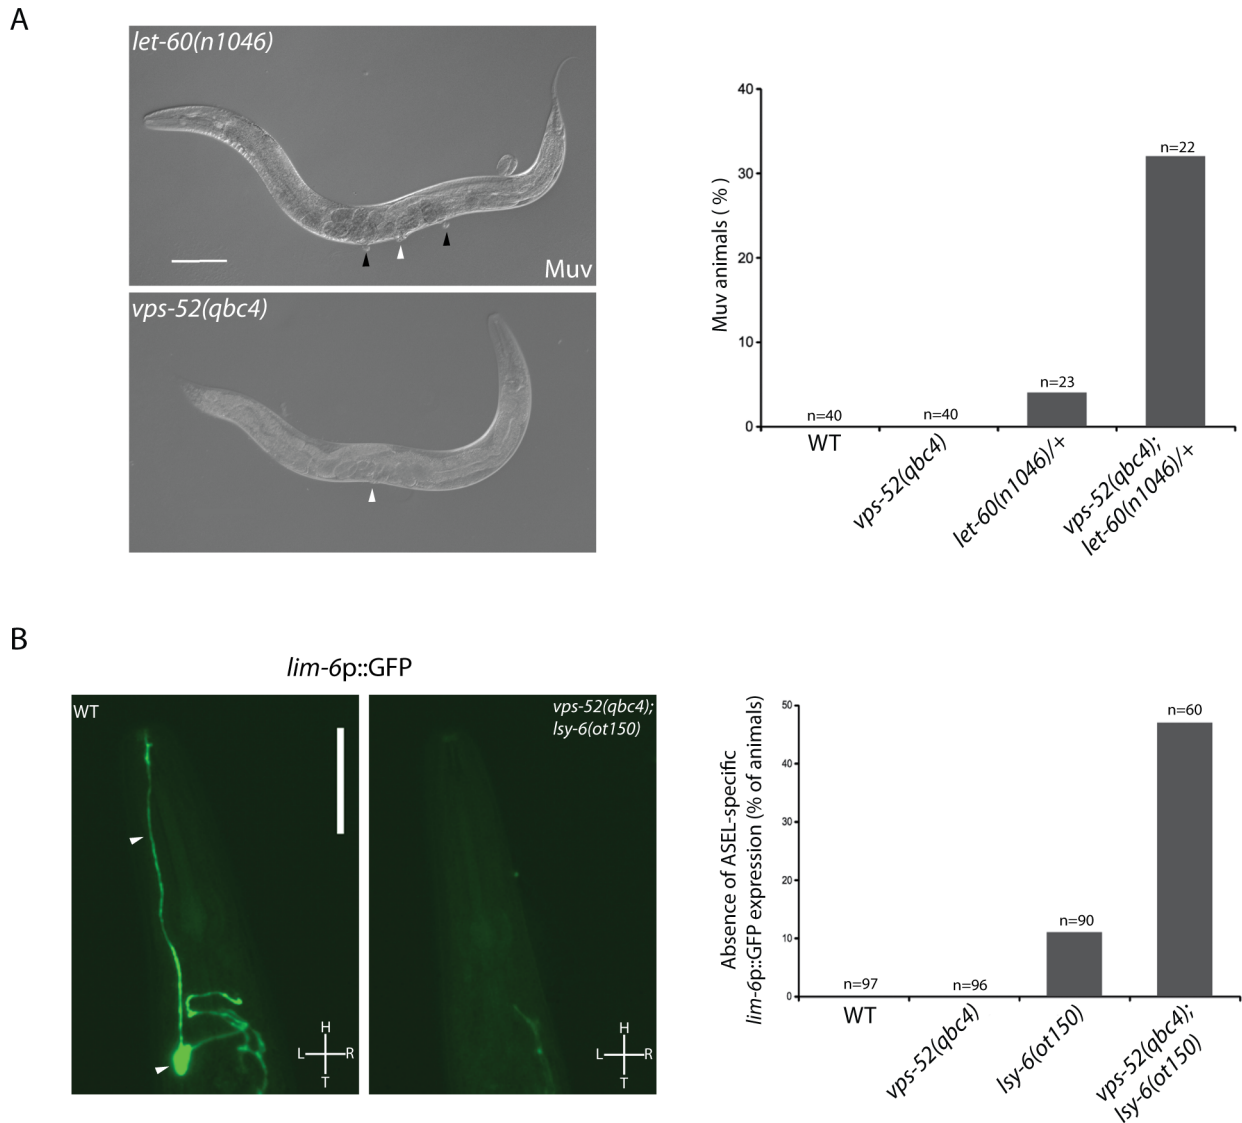 A
let-60(n1046)
Muv
vps-52(qbc4)
Muv animals ( % )
40
30
20
10
0
n=40
n=40
n=23
n=22
WT
vps-52(qbc4)
let-60(n1046)/+
vps-52(qbc4);
let-60(n1046)/+
B
lim-6p::GFP
WT
H
L
R
T
vps-52(qbc4);
lsy-6(ot150)
H
L
R
T
Absence of ASEL-specific
lim-6p::GFP expression (% of animals)
50
40
30
20
10
0
n=97
n=96
n=90
n=60
WT
vps-52(qbc4)
lsy-6(ot150)
vps-52(qbc4);
lsy-6(ot150)